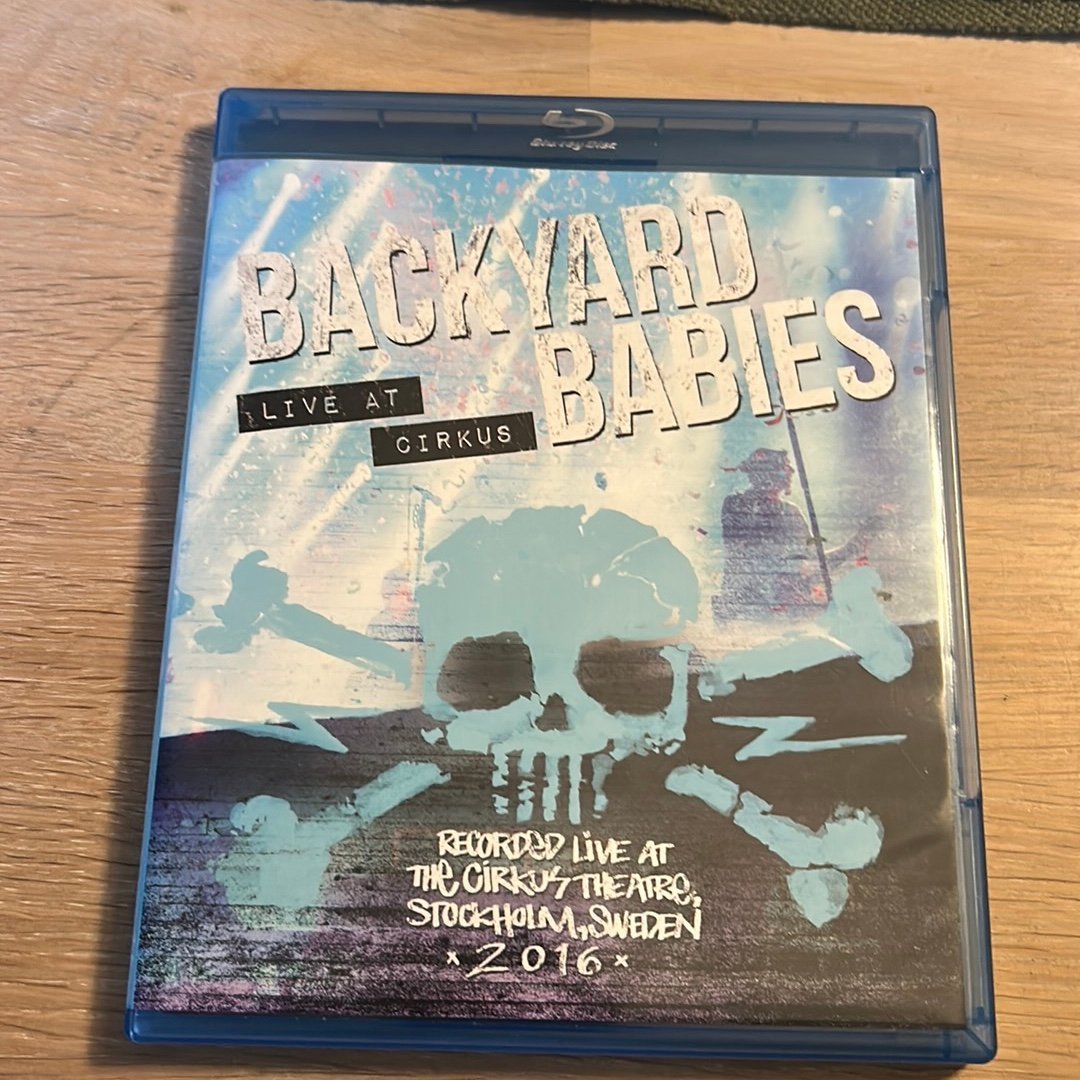 Blu-ray Disc
BACKYARD
BABIES
LIVE AT
CIRKUS
RECORDED LIVE AT
THE CIRKUS THEATRE,
STOCKHOLM, SWEDEN
x 2016 x